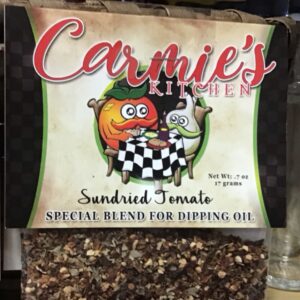 Carmie's
KITCHEN
Net Wt: .7 oz
17 grams
Sundried Tomato
SPECIAL BLEND FOR DIPPING OIL